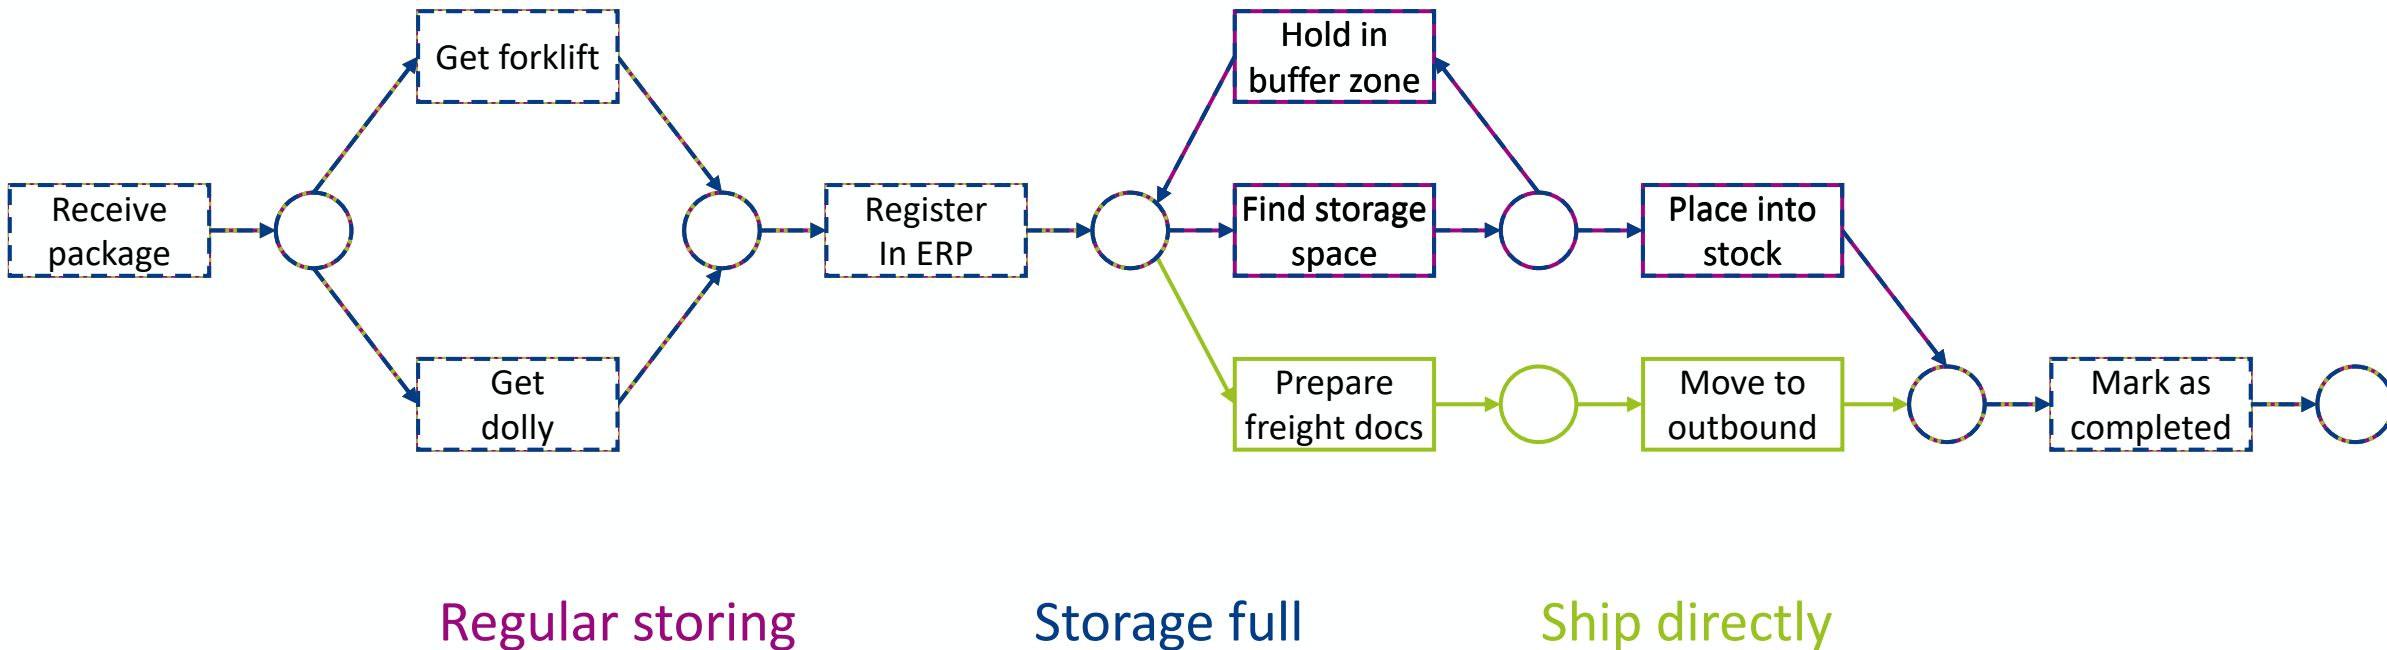 Get forklift
Hold in
buffer zone
Receive
package
Register
In ERP
Find storage
space
Place into
stock
Get
dolly
Prepare
freight docs
Move to
outbound
Mark as
completed
Regular storing
Storage full
Ship directly